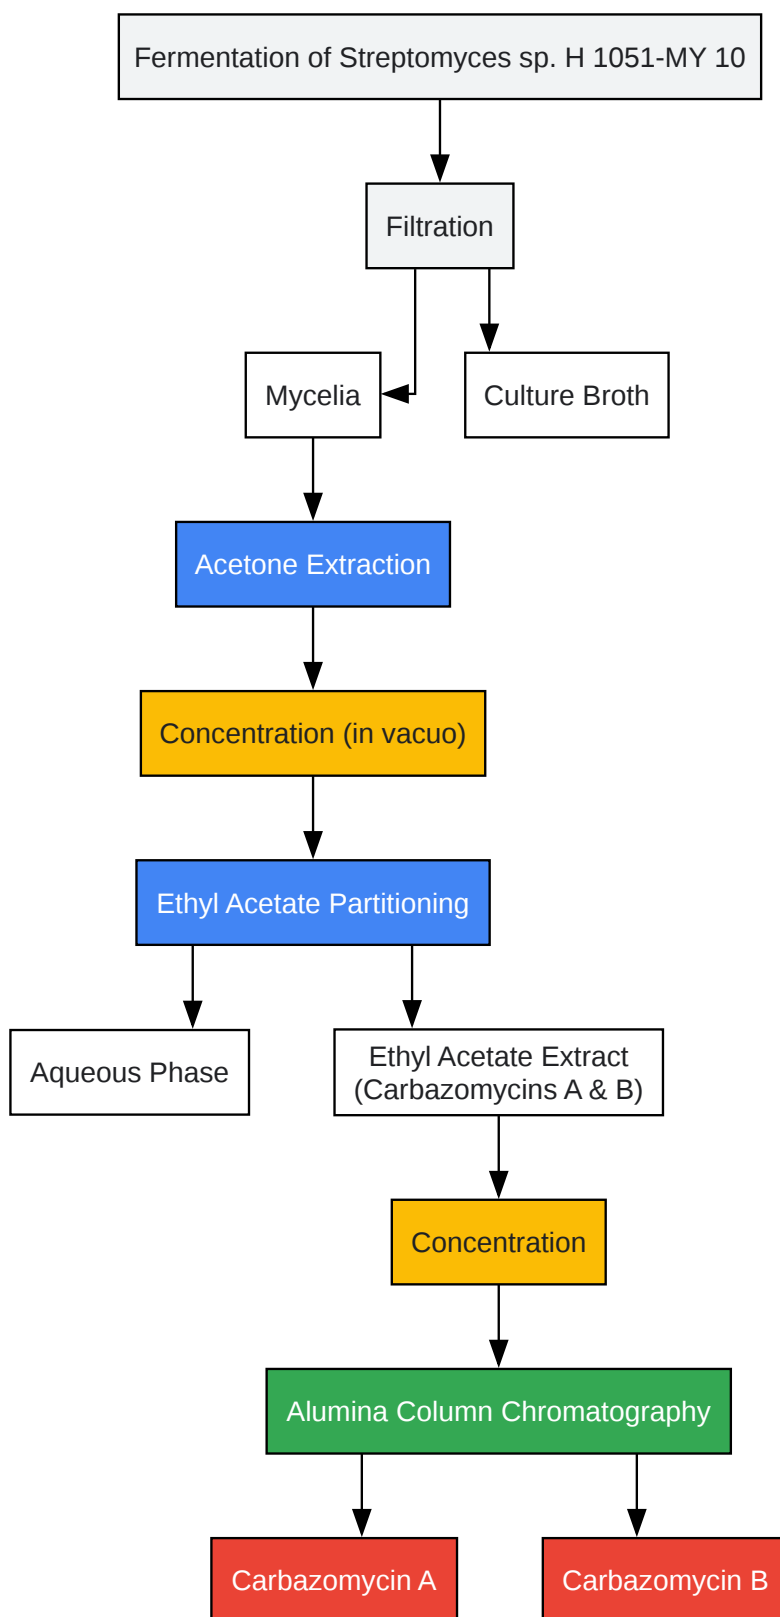 Fermentation of Streptomyces sp. H 1051-MY 10
Filtration
Mycelia
Culture Broth
Acetone Extraction
Concentration (in vacuo)
Ethyl Acetate Partitioning
Aqueous Phase
Ethyl Acetate Extract
(Carbazomycins A & B)
Concentration
Alumina Column Chromatography
Carbazomycin A
Carbazomycin B